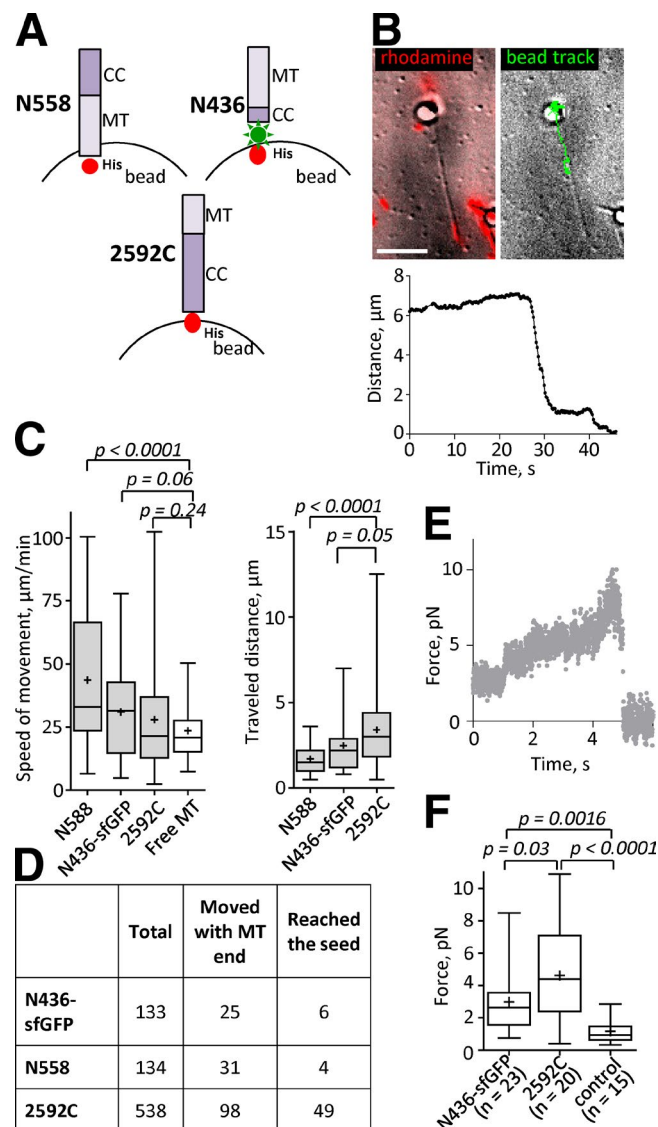 A
N558
CC
MT
His
bead
N436
MT
CC
His
bead
2592C
MT
CC
His
bead
B
rhodamine
bead track
Distance, µm
8
6
4
2
0
0 10 20 30 40
Time, s
C
p < 0.0001
p = 0.06
p = 0.24
Speed of movement, µm/min
100
75
50
25
0
N588
N436-sfGFP
2592C
Free MT
p < 0.0001
p = 0.05
Traveled distance, µm
15
10
5
0
N588
N436-sfGFP
2592C
D
Total
Moved with MT end
Reached the seed
N436-sfGFP 133 25 6
N558 134 31 4
2592C 538 98 49
E
Force, pN
10
5
0
0 2 4
Time, s
F
p = 0.0016
p = 0.03
p < 0.0001
Force, pN
10
8
6
4
2
0
N436-sfGFP
(n = 23)
2592C
(n = 20)
control
(n = 15)